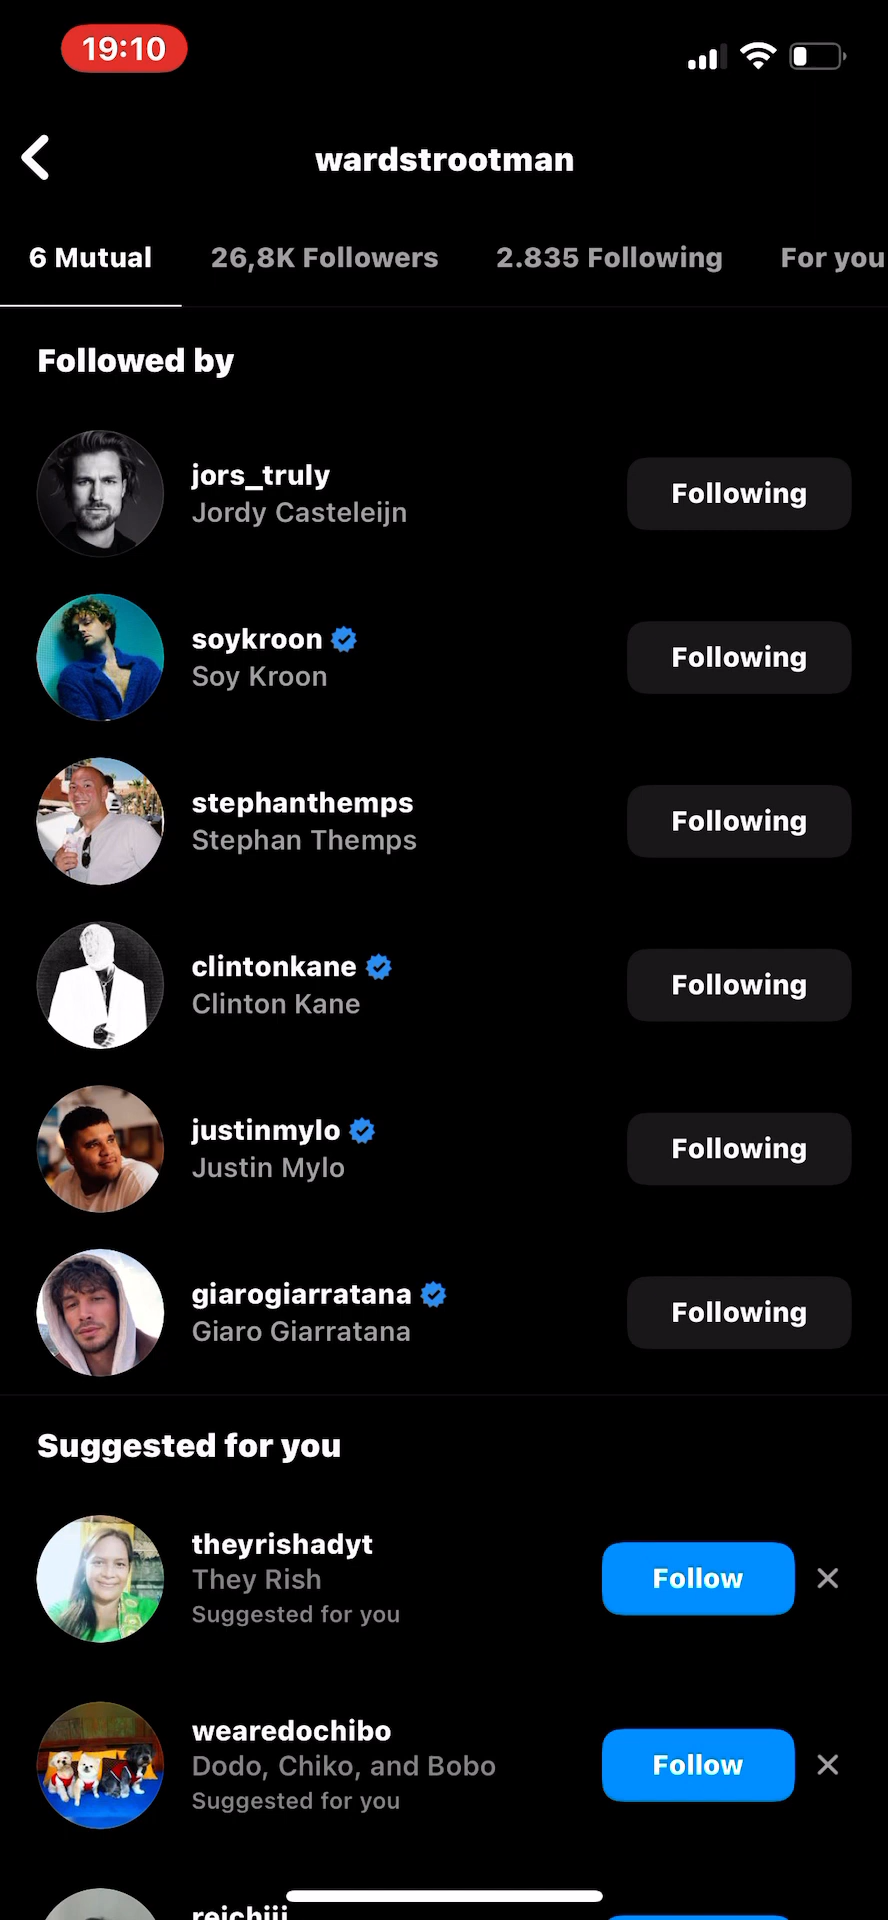 19:10
wardstrootman
6 Mutual 26,8K Followers 2.835 Following For you
Followed by
jors_truly
Jordy Casteleijn
Following
soykroon
Soy Kroon
Following
stephanthemps
Stephan Themps
Following
clintonkane
Clinton Kane
Following
justinmylo
Justin Mylo
Following
giarogiarratana
Giaro Giarratana
Following
Suggested for you
theyrishadyt
They Rish
Suggested for you
Follow
wearedochibo
Dodo, Chiko, and Bobo
Suggested for you
Follow